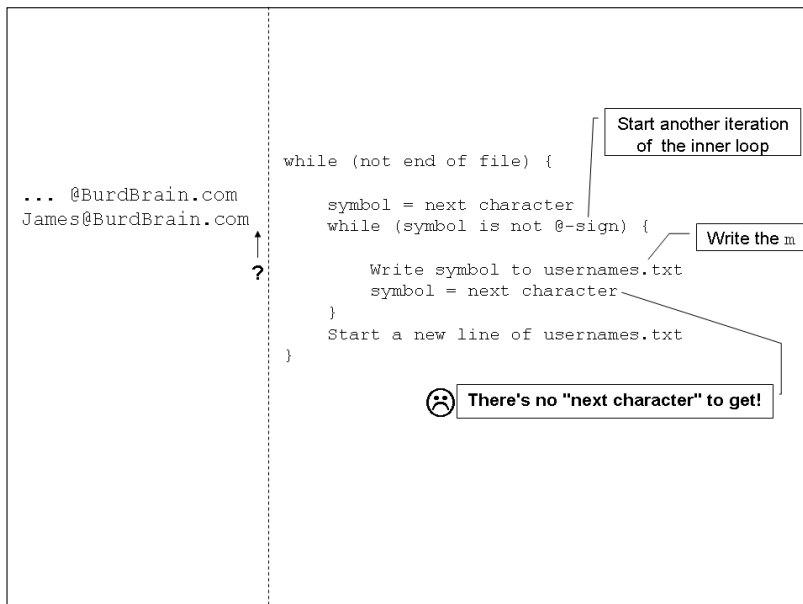 ... @BurdBrain.com
James@BurdBrain.com
?
while (not end of file) {
symbol = next character
while (symbol is not @-sign) {
Write symbol to usernames.txt
symbol = next character
}
Start a new line of usernames.txt
}
Start another iteration
of the inner loop
Write the m
There's no "next character" to get!